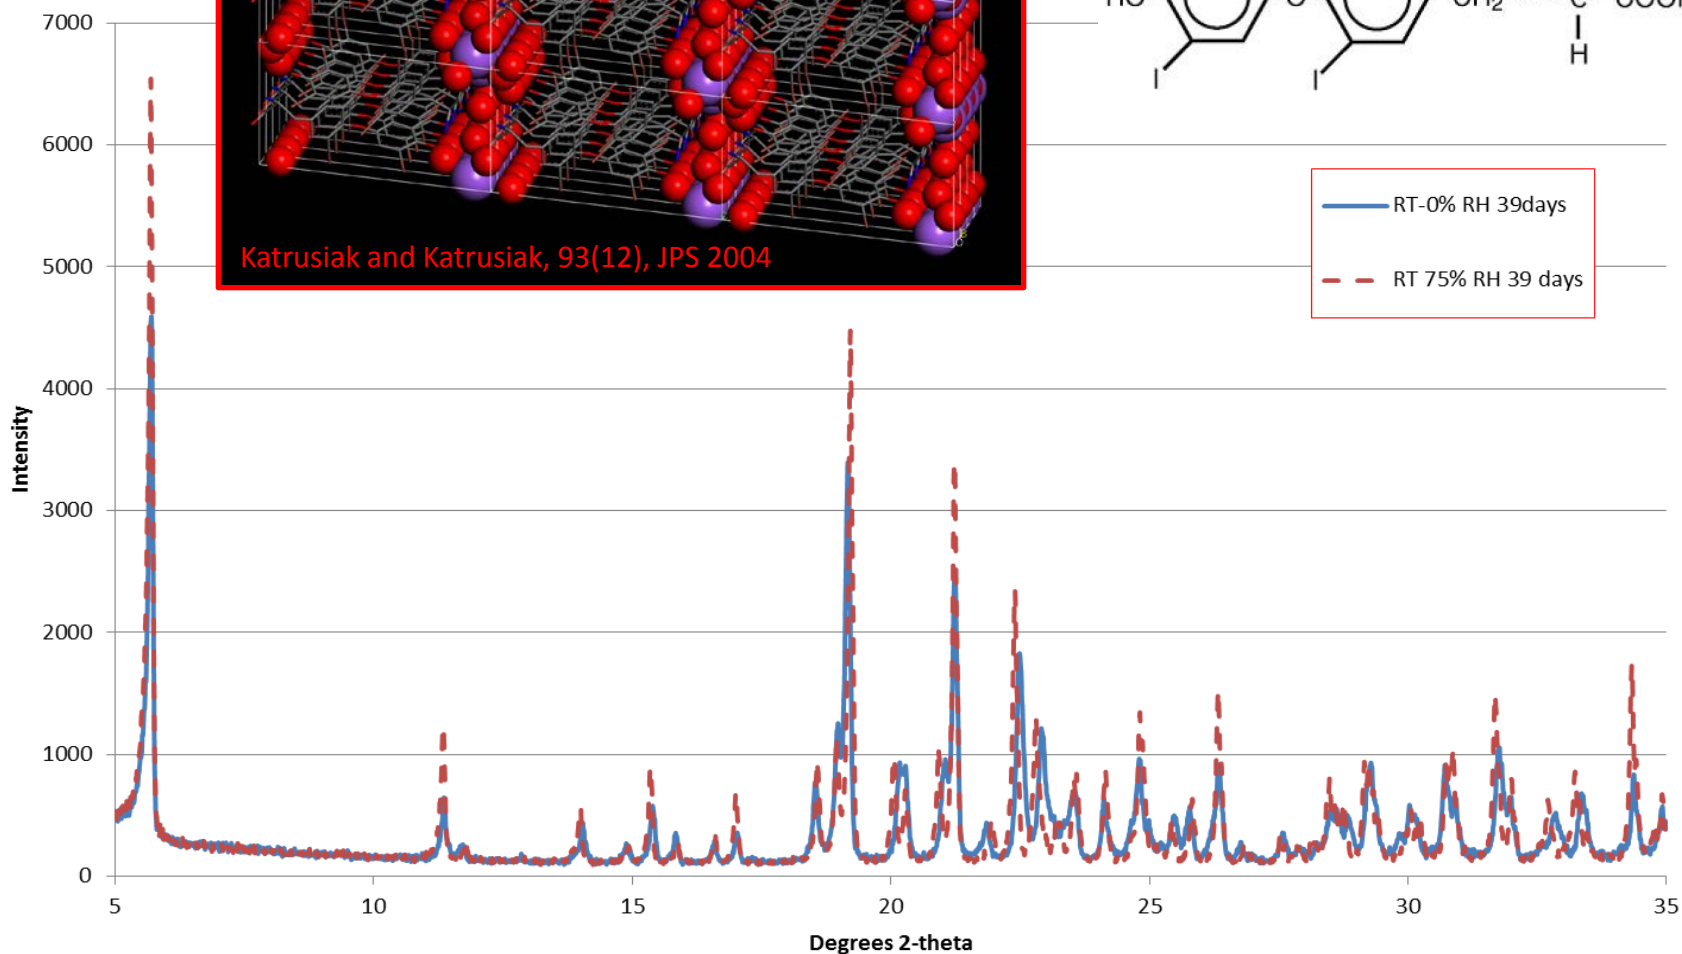 CH₂
C
H
I
I
Katrusiak and Katrusiak, 93(12), JPS 2004
RT-0% RH 39days
RT 75% RH 39 days
7000
6000
5000
4000
3000
2000
1000
0
Intensity
5 10 15 20 25 30 35
Degrees 2-theta